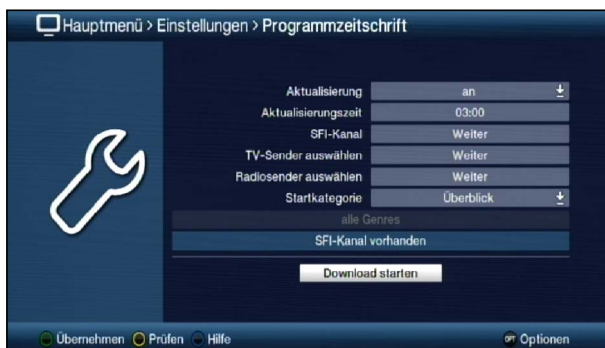 Hauptmenü > Einstellungen > Programmzeitschrift
Aktualisierung an
Aktualisierungszeit 03:00
SFI-Kanal Weiter
TV-Sender auswählen Weiter
Radiosender auswählen Weiter
Startkategorie Überblick
alle Genres
SFI-Kanal vorhanden
Download starten
Übernehmen Prüfen Hilfe OPT Optionen